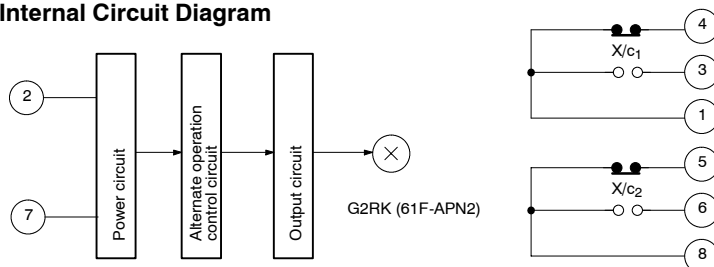 Internal Circuit Diagram
2
7
Power circuit
Alternate operation
control circuit
Output circuit
G2RK (61F-APN2)
4
X/c1
3
1
5
X/c2
6
8